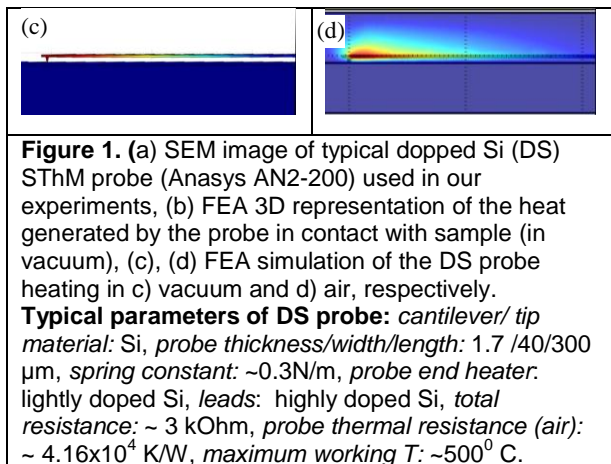 (c)
(d)
Figure 1. (a) SEM image of typical dopped Si (DS)
SThM probe (Anasys AN2-200) used in our
experiments, (b) FEA 3D representation of the heat
generated by the probe in contact with sample (in
vacuum), (c), (d) FEA simulation of the DS probe
heating in c) vacuum and d) air, respectively.
Typical parameters of DS probe: cantilever/ tip
material: Si, probe thickness/width/length: 1.7 /40/300
µm, spring constant: ~0.3N/m, probe end heater:
lightly doped Si, leads: highly doped Si, total
resistance: ~ 3 kOhm, probe thermal resistance (air):
~ 4.16x10⁴ K/W, maximum working T: ~500⁰ C.